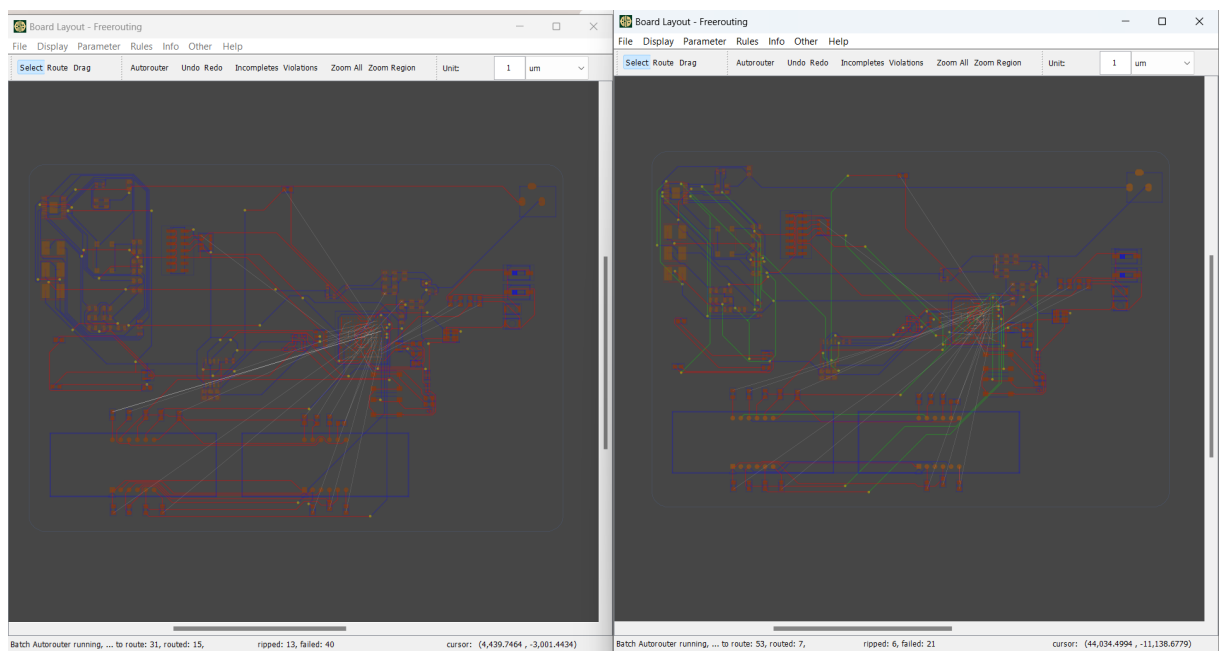 Board Layout - Freerouting
File Display Parameter Rules Info Other Help
Select Route Drag Autorouter Undo Redo Incompletes Violations Zoom All Zoom Region Unit: 1 um
Batch Autorouter running, ... to route: 31, routed: 15, ripped: 13, failed: 40 cursor: (4,439.7464 , -3,001.4434)
Board Layout - Freerouting
File Display Parameter Rules Info Other Help
Select Route Drag Autorouter Undo Redo Incompletes Violations Zoom All Zoom Region Unit: 1 um
Batch Autorouter running, ... to route: 53, routed: 7, ripped: 6, failed: 21 cursor: (44,034.4994 , -11,138.6779)